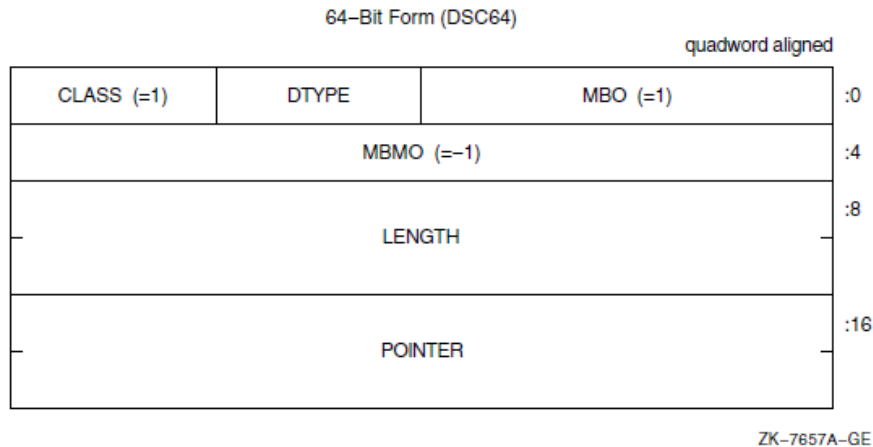 64–Bit Form (DSC64)
quadword aligned
CLASS (=1) DTYPE MBO (=1) :0
MBMO (=–1) :4
:8
LENGTH
:16
POINTER
ZK–7657A–GE